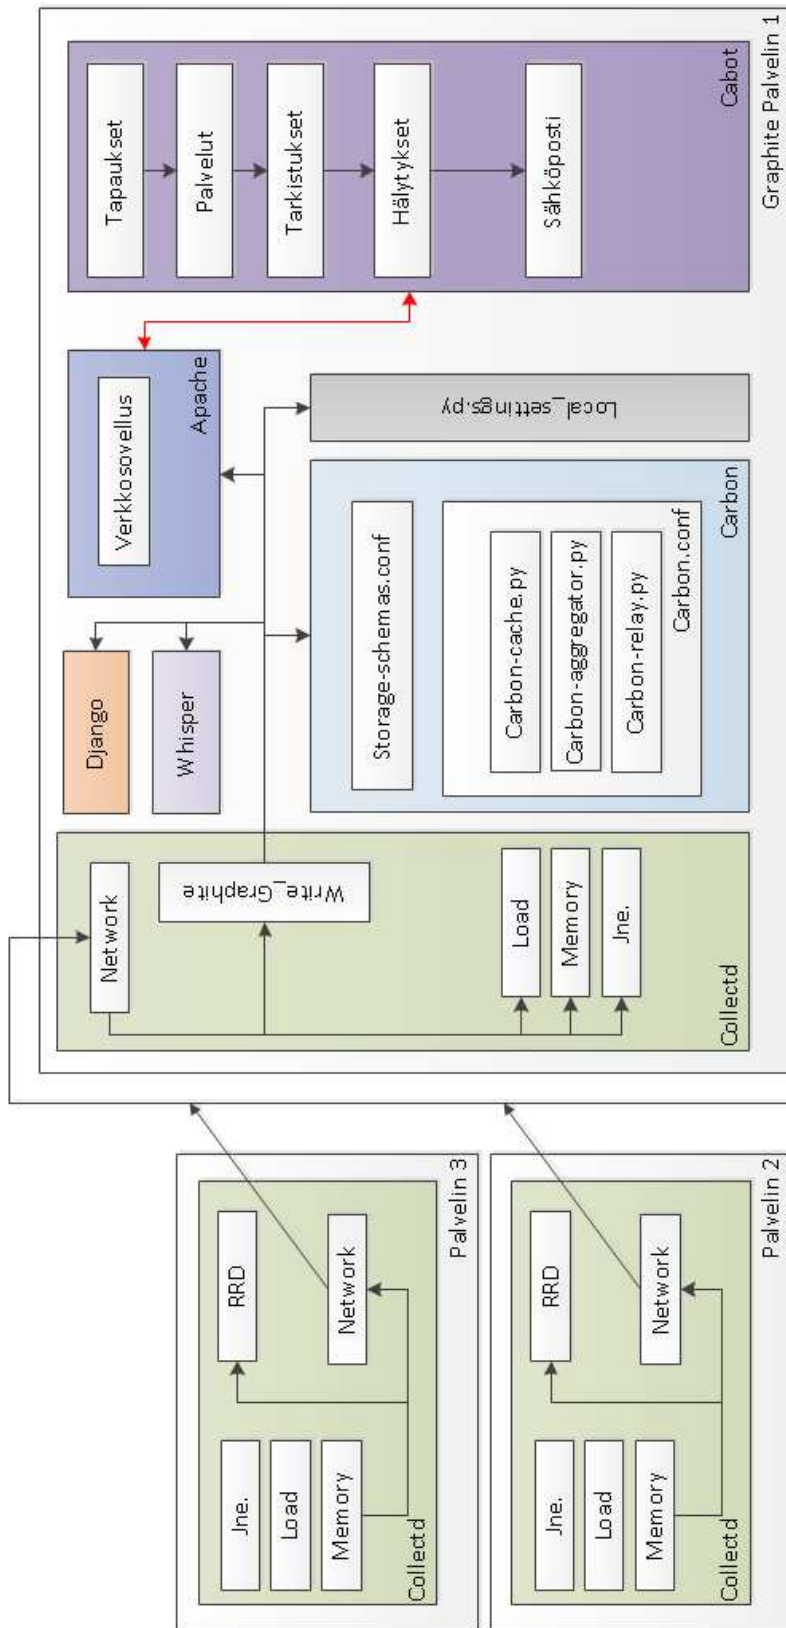 Jne.
Load
Memory
RRD
Network
Collectd
Palvelin 3
Jne.
Load
Memory
RRD
Network
Collectd
Palvelin 2
Network
Write_Graphite
Load
Memory
Jne.
Collectd
Django
Whisper
Storage-schemas.conf
Carbon-cache.py
Carbon-aggregator.py
Carbon-relay.py
Carbon.conf
Carbon
Verkkosovellus
Apache
Local_settings.py
Tapaukset
Palvelut
Tarkistukset
Hälytykset
Sähköposti
Cabot
Graphite Palvelin 1